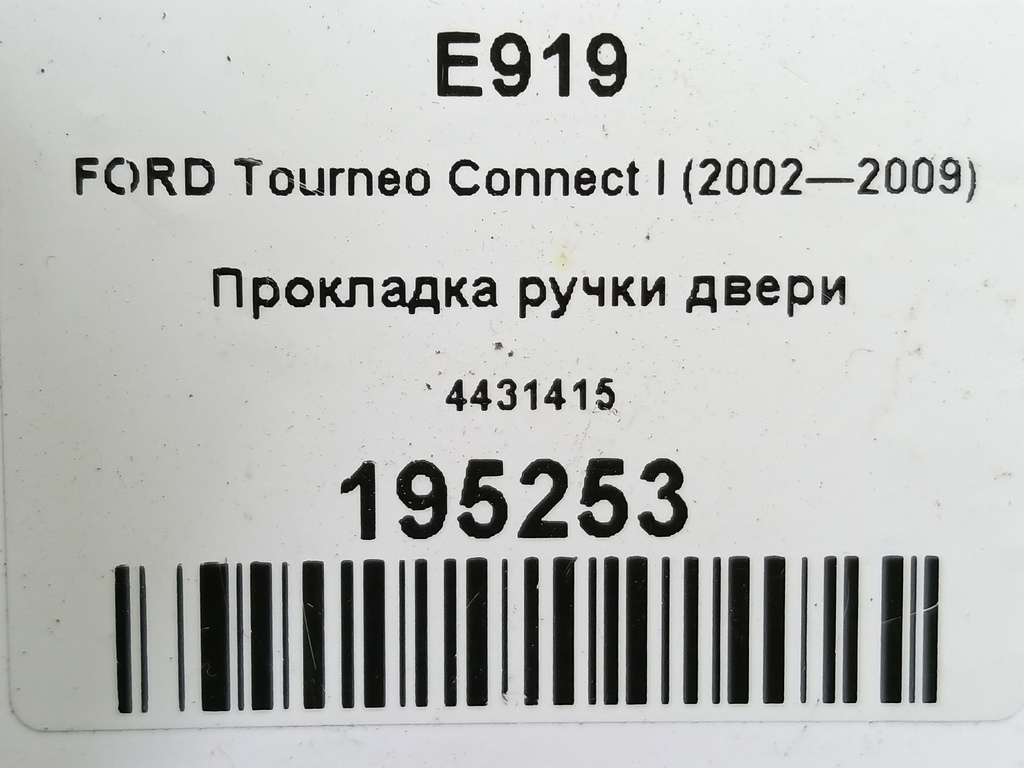 E919
FORD Tourneo Connect I (2002—2009)
Прокладка ручки двери
4431415
195253